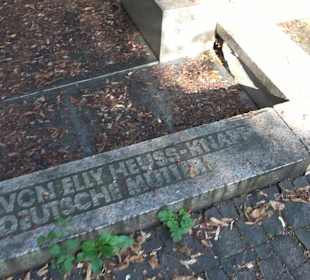 VON ELLY HEUSS-KNAPP
DEUTSCHE MÜTTER